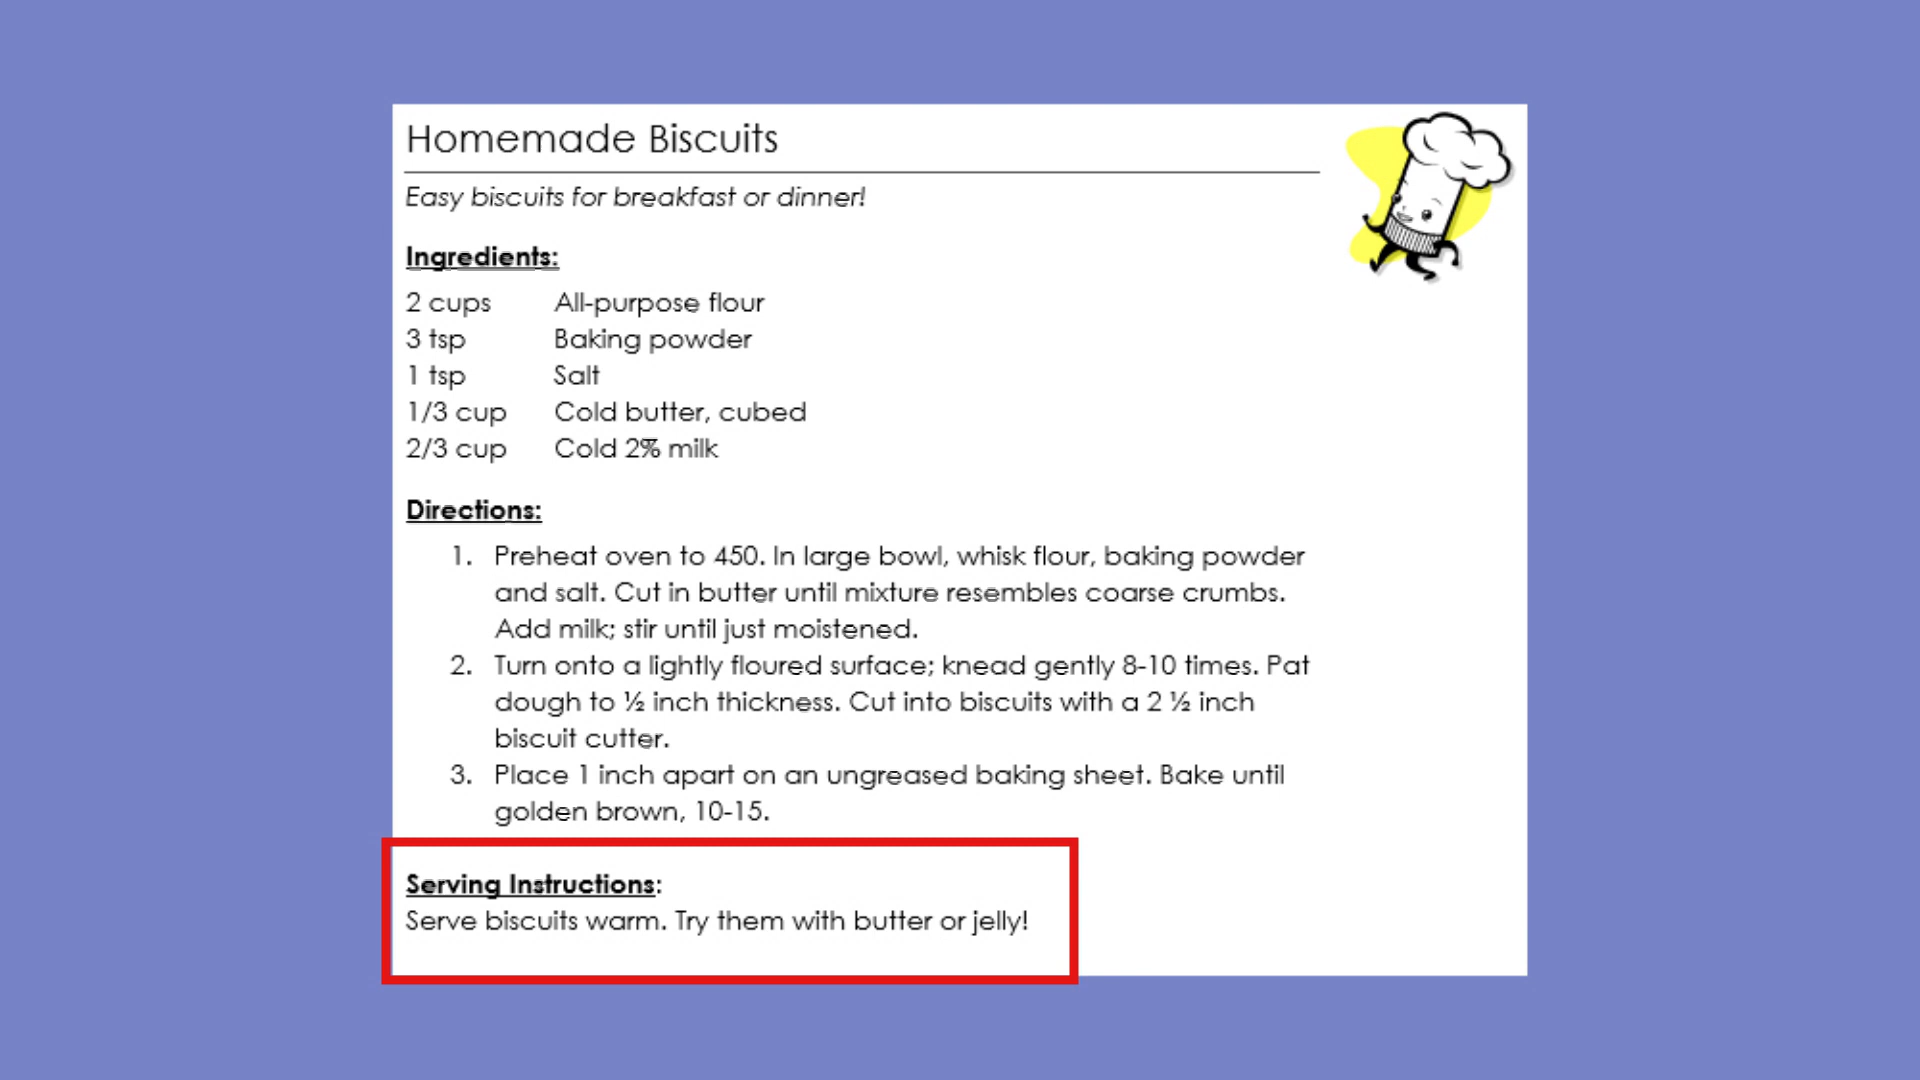 Homemade Biscuits
Easy biscuits for breakfast or dinner!
Ingredients:
2 cups All-purpose flour
3 tsp Baking powder
1 tsp Salt
1/3 cup Cold butter, cubed
2/3 cup Cold 2% milk
Directions:
1. Preheat oven to 450. In large bowl, whisk flour, baking powder
and salt. Cut in butter until mixture resembles coarse crumbs.
Add milk; stir until just moistened.
2. Turn onto a lightly floured surface; knead gently 8-10 times. Pat
dough to ½ inch thickness. Cut into biscuits with a 2 ½ inch
biscuit cutter.
3. Place 1 inch apart on an ungreased baking sheet. Bake until
golden brown, 10-15.
Serving Instructions:
Serve biscuits warm. Try them with butter or jelly!